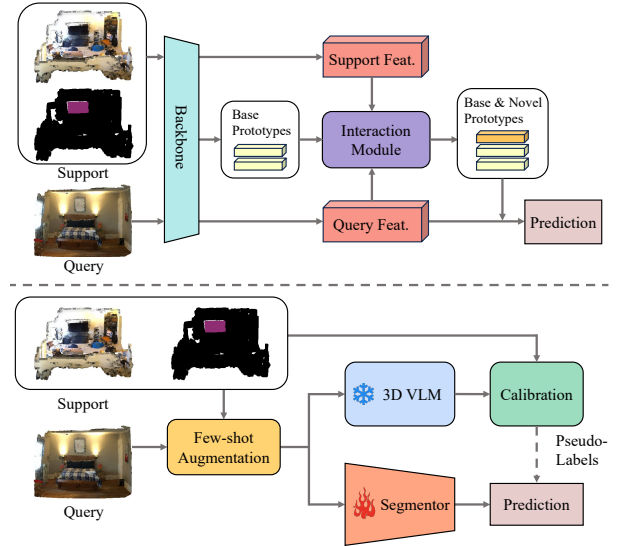 Support
Query
Backbone
Support Feat.
Base
Prototypes
Interaction
Module
Base & Novel
Prototypes
Query Feat.
Prediction
Support
Query
Few-shot
Augmentation
3D VLM
Calibration
Pseudo-
Labels
Segmentor
Prediction